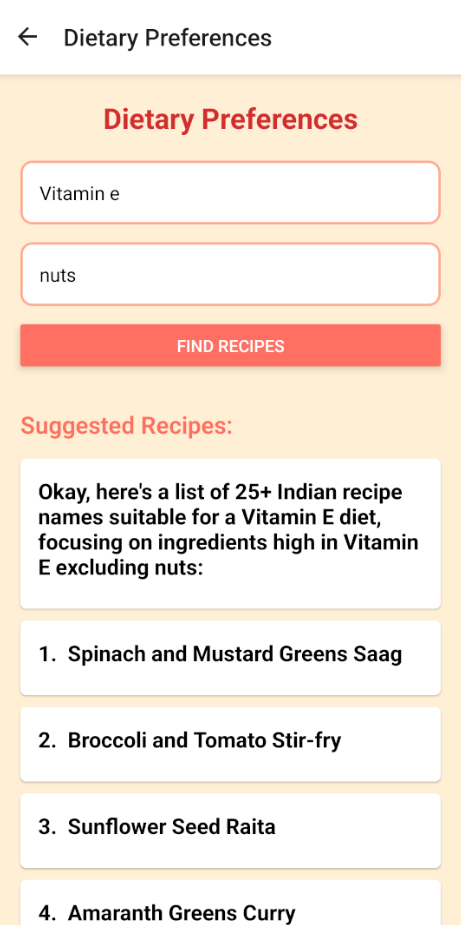 Dietary Preferences
Dietary Preferences
Vitamin e
nuts
FIND RECIPES
Suggested Recipes:
Okay, here's a list of 25+ Indian recipe
names suitable for a Vitamin E diet,
focusing on ingredients high in Vitamin
E excluding nuts:
1. Spinach and Mustard Greens Saag
2. Broccoli and Tomato Stir-fry
3. Sunflower Seed Raita
4. Amaranth Greens Curry